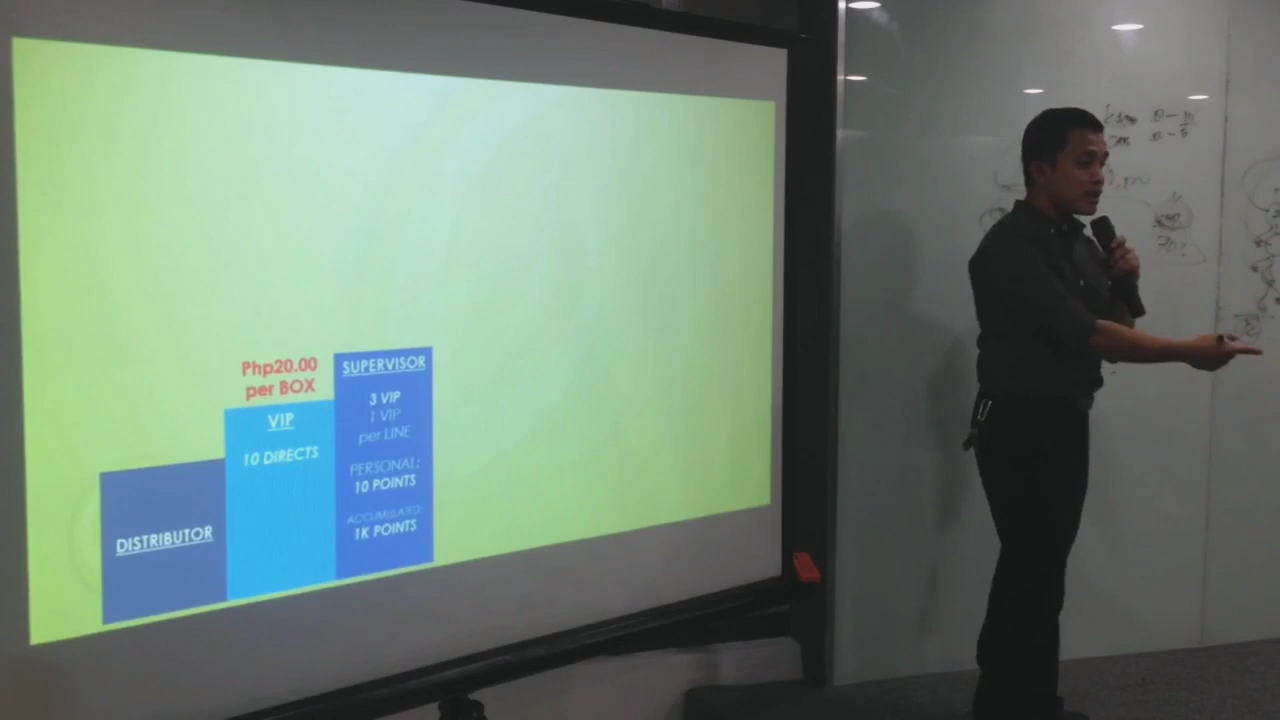 Php20.00
per BOX
DISTRIBUTOR
VIP
10 DIRECTS
SUPERVISOR
3 VIP
1 VIP
per LINE
PERSONAL:
10 POINTS
ACCUMULATED:
1K POINTS